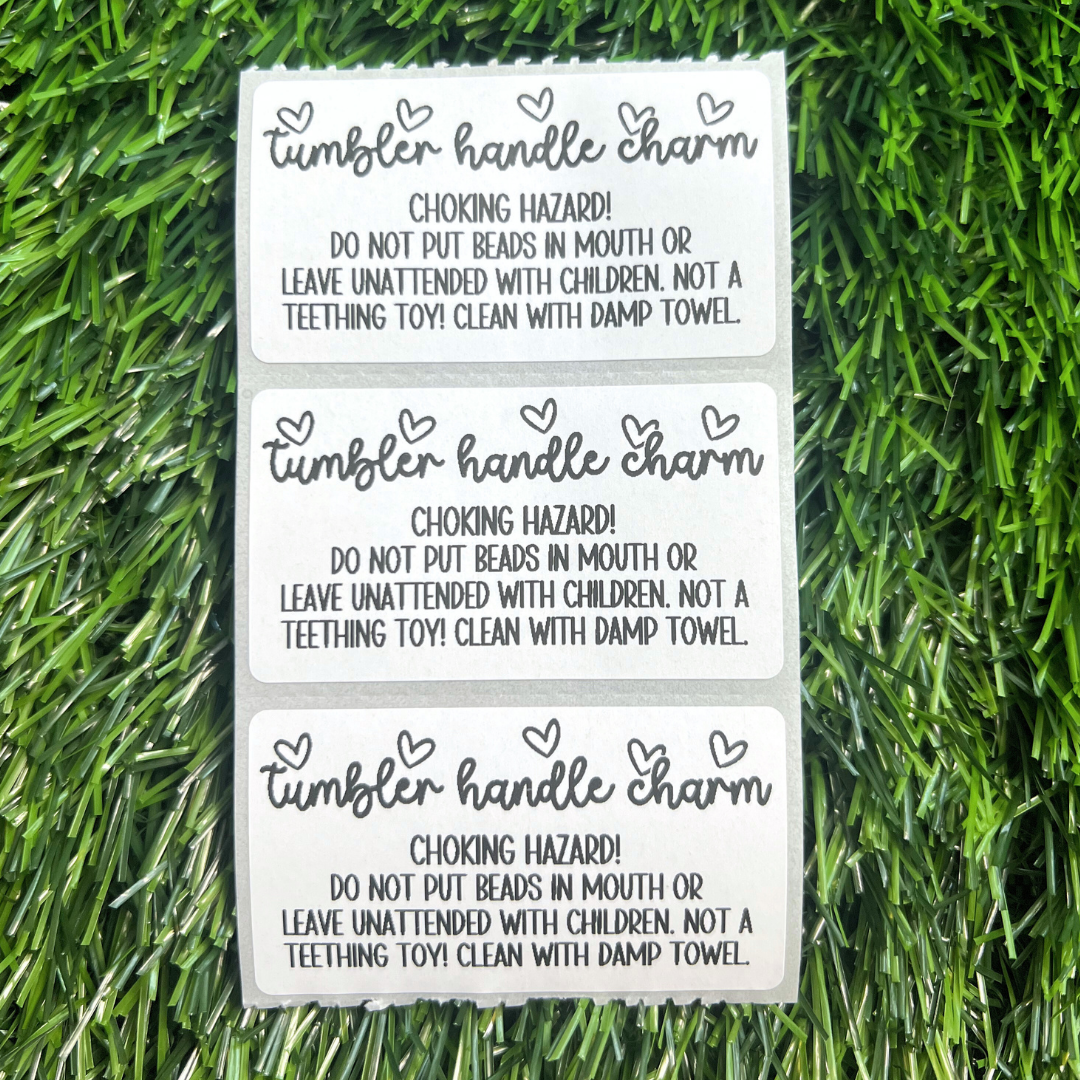 tumbler handle charm
CHOKING HAZARD!
DO NOT PUT BEADS IN MOUTH OR
LEAVE UNATTENDED WITH CHILDREN. NOT A
TEETHING TOY! CLEAN WITH DAMP TOWEL.
tumbler handle charm
CHOKING HAZARD!
DO NOT PUT BEADS IN MOUTH OR
LEAVE UNATTENDED WITH CHILDREN. NOT A
TEETHING TOY! CLEAN WITH DAMP TOWEL.
tumbler handle charm
CHOKING HAZARD!
DO NOT PUT BEADS IN MOUTH OR
LEAVE UNATTENDED WITH CHILDREN. NOT A
TEETHING TOY! CLEAN WITH DAMP TOWEL.